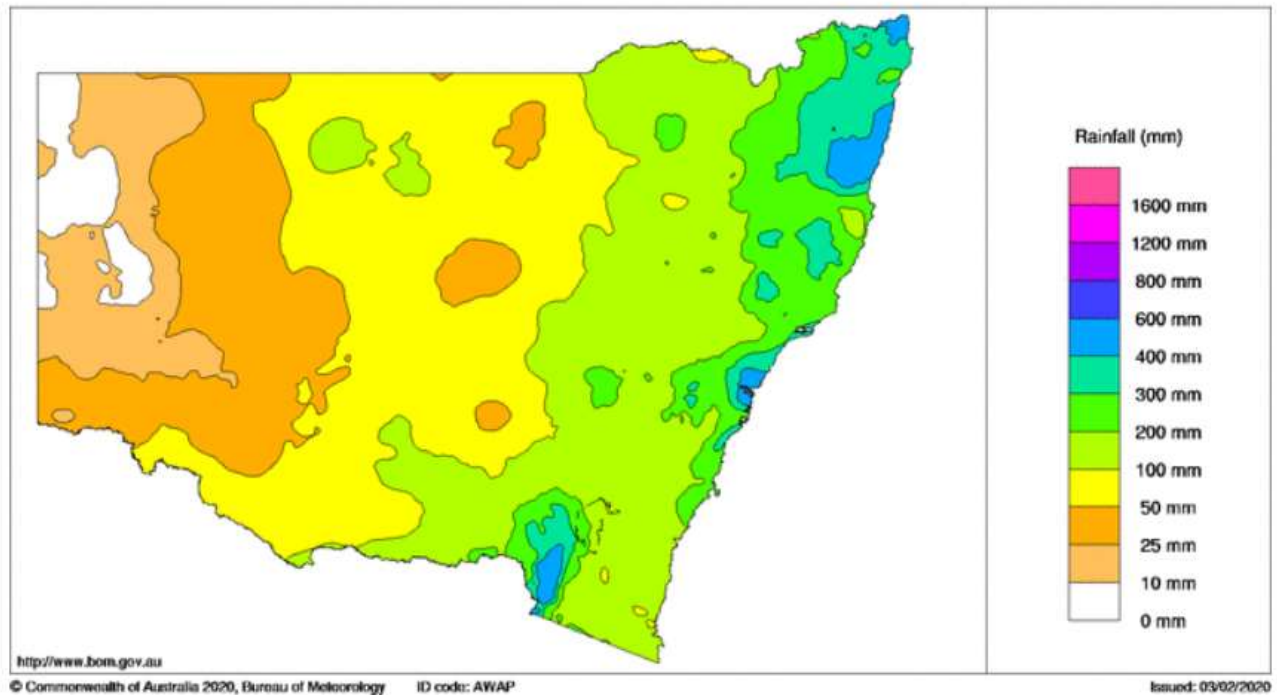 Rainfall (mm)
1600 mm
1200 mm
800 mm
600 mm
400 mm
300 mm
200 mm
100 mm
50 mm
25 mm
10 mm
0 mm
http://www.bom.gov.au
© Commonwealth of Australia 2020, Bureau of Meteorology ID code: AWAP Issued: 03/02/2020